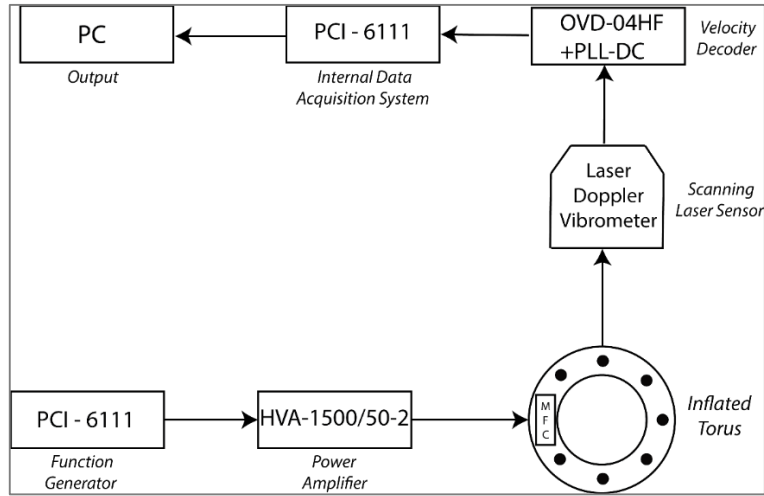 PC
Output
PCI - 6111
Internal Data
Acquisition System
OVD-04HF
+PLL-DC
Velocity
Decoder
Laser
Doppler
Vibrometer
Scanning
Laser Sensor
PCI - 6111
Function
Generator
HVA-1500/50-2
Power
Amplifier
M
F
C
Inflated
Torus